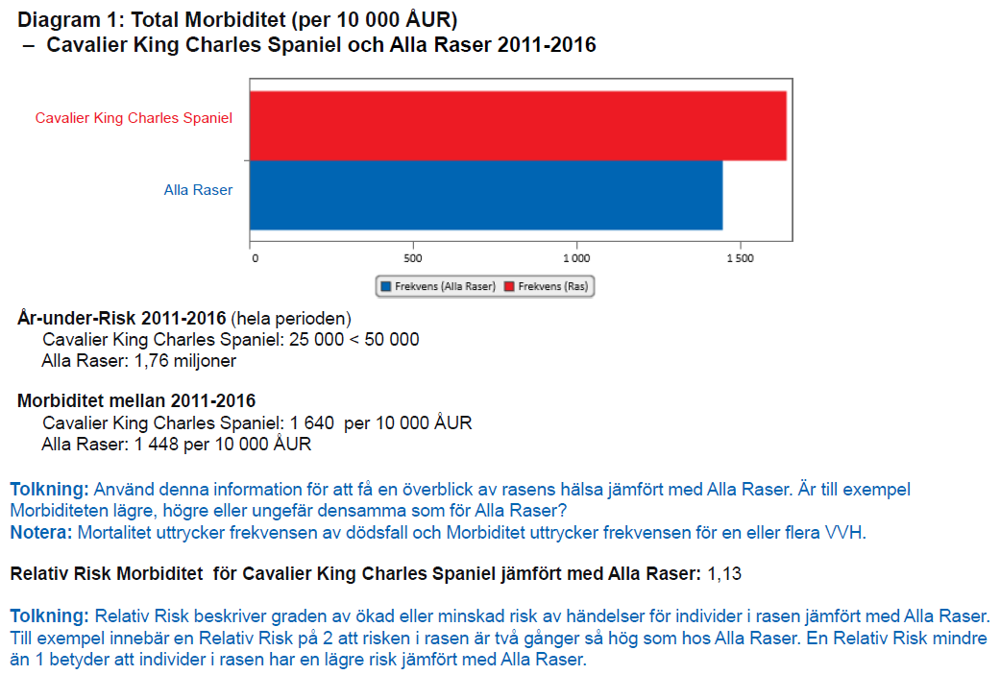 Diagram 1: Total Morbiditet (per 10 000 ÅUR)
– Cavalier King Charles Spaniel och Alla Raser 2011-2016
Cavalier King Charles Spaniel
Alla Raser
0 500 1 000 1 500
Frekvens (Alla Raser) Frekvens (Ras)
År-under-Risk 2011-2016 (hela perioden)
Cavalier King Charles Spaniel: 25 000 < 50 000
Alla Raser: 1,76 miljoner
Morbiditet mellan 2011-2016
Cavalier King Charles Spaniel: 1 640 per 10 000 ÅUR
Alla Raser: 1 448 per 10 000 ÅUR
Tolkning: Använd denna information för att få en överblick av rasens hälsa jämfört med Alla Raser. Är till exempel
Morbiditeten lägre, högre eller ungefär densamma som för Alla Raser?
Notera: Mortalitet uttrycker frekvensen av dödsfall och Morbiditet uttrycker frekvensen för en eller flera VVH.
Relativ Risk Morbiditet för Cavalier King Charles Spaniel jämfört med Alla Raser: 1,13
Tolkning: Relativ Risk beskriver graden av ökad eller minskad risk av händelser för individer i rasen jämfört med Alla Raser.
Till exempel innebär en Relativ Risk på 2 att risken i rasen är två gånger så hög som hos Alla Raser. En Relativ Risk mindre
än 1 betyder att individer i rasen har en lägre risk jämfört med Alla Raser.